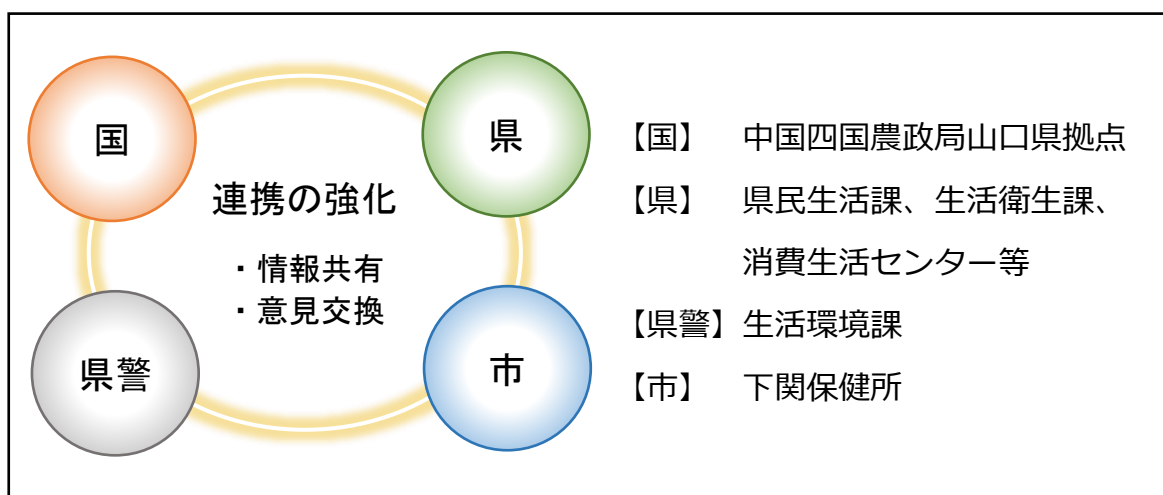 国
県
連携の強化
・情報共有
・意見交換
県警
市
【国】 中国四国農政局山口県拠点
【県】 県民生活課、生活衛生課、
消費生活センター等
【県警】生活環境課
【市】 下関保健所